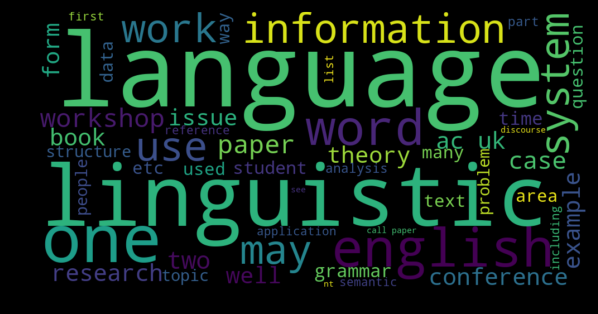 first
work
way
information
part
form
data
language
list
system
question
workshop
issue
word
time
discourse
book
reference
use
paper
ac
uk
structure
theory
many
case
people
etc
used
student
analysis
problem
linguistic
see
text
area
example
including
one
may
application
call paper
english
two
well
grammar
research
topic
nt
semantic
conference